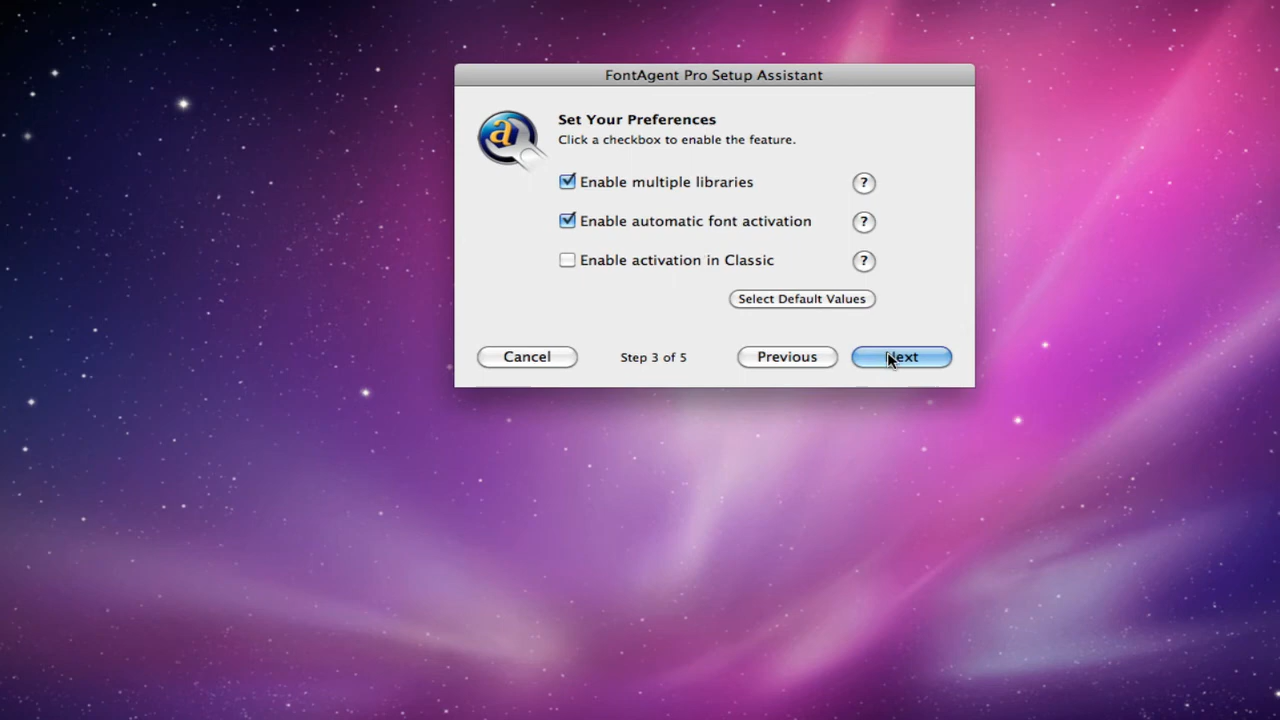 FontAgent Pro Setup Assistant
Set Your Preferences
Click a checkbox to enable the feature.
Enable multiple libraries ?
Enable automatic font activation ?
Enable activation in Classic ?
Select Default Values
Cancel Step 3 of 5 Previous Next